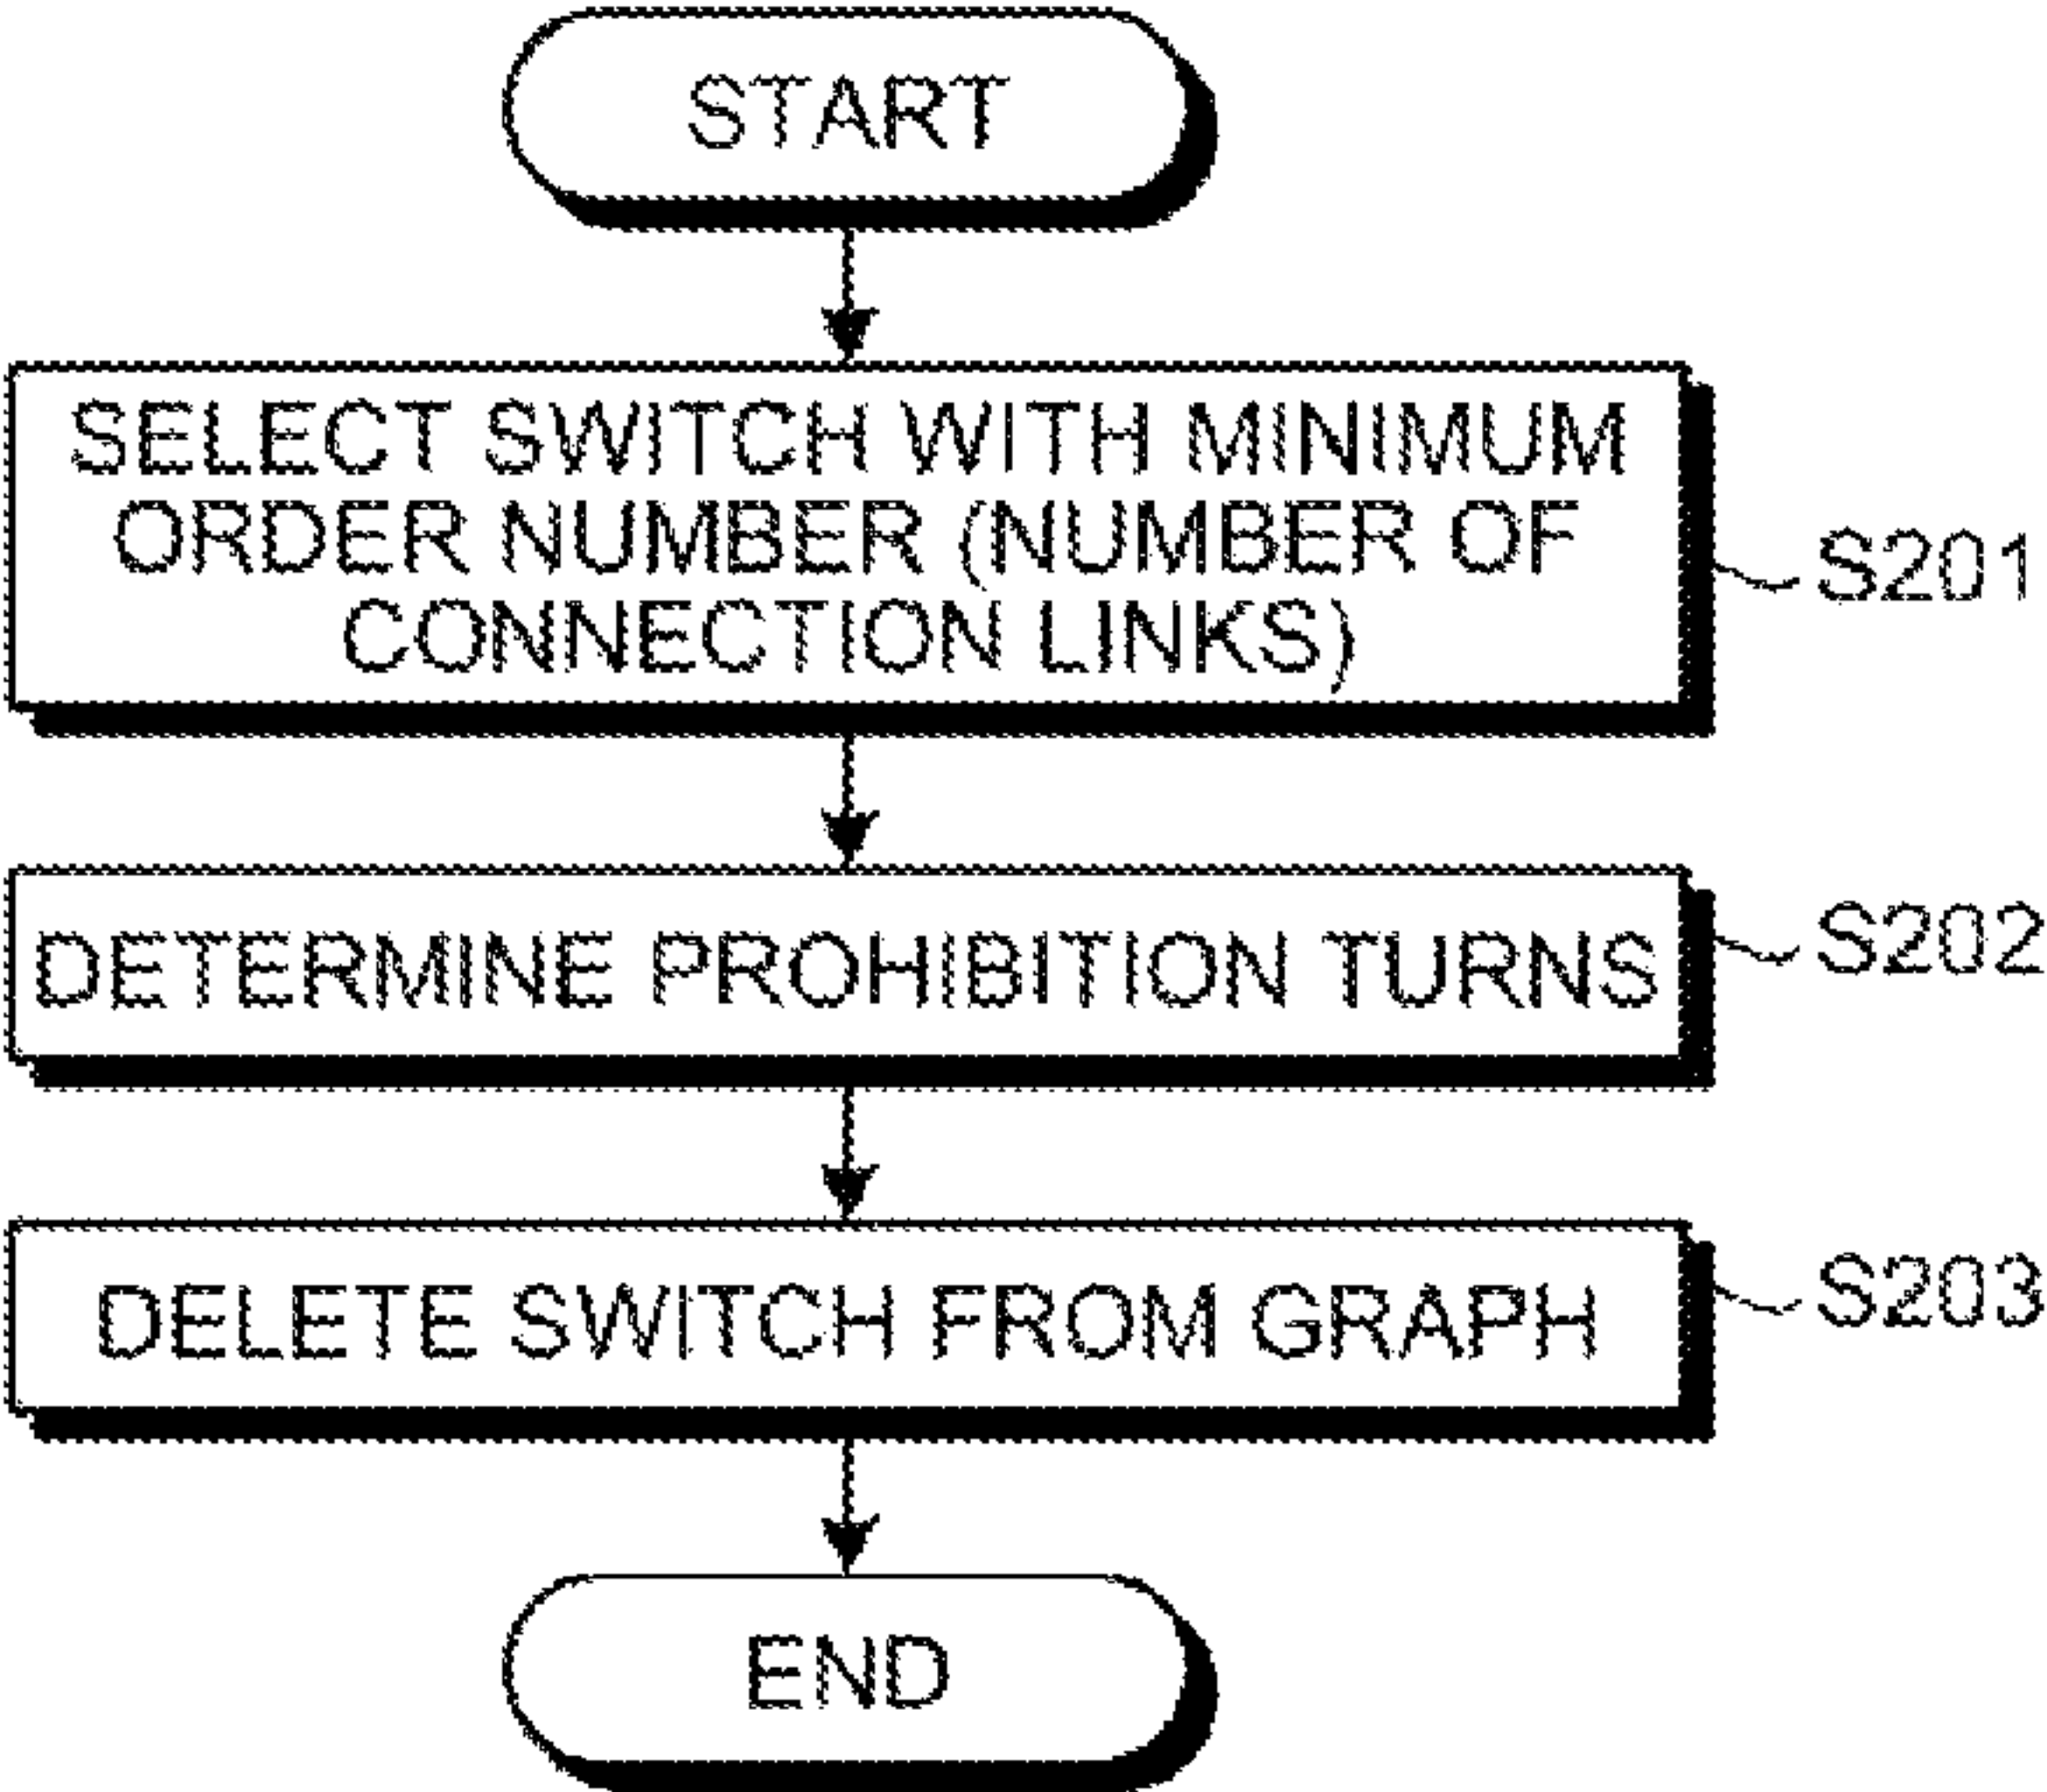 START
SELECT SWITCH WITH MINIMUM
ORDER NUMBER (NUMBER OF
CONNECTION LINKS)
S201
DETERMINE PROHIBITION TURNS
S202
DELETE SWITCH FROM GRAPH
S203
END